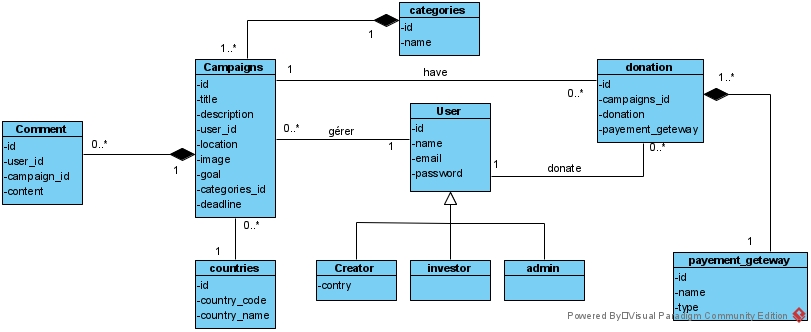 categories
-id
-name
1
1..*
Campaigns
-id
-title
-description
-user_id
-location
-image
-goal
-categories_id
-deadline
1
have
0..*
donation
-id
-campaigns_id
-donation
-payement_geteway
1..*
0..*
User
-id
-name
-email
-password
0..*
gérer
1
1
donate
Comment
-id
-user_id
-campaign_id
-content
0..*
1
0..*
1
countries
-id
-country_code
-country_name
Creator
-contry
investor
admin
1
payement_geteway
-id
-name
-type
Powered By Visual Paradigm Community Edition